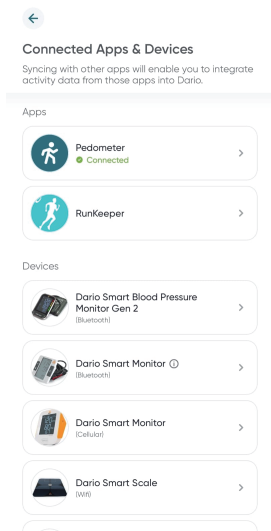 Connected Apps & Devices
Syncing with other apps will enable you to integrate
activity data from those apps into Dario.
Apps
Pedometer
Connected
RunKeeper
Devices
Dario Smart Blood Pressure
Monitor Gen 2
(Bluetooth)
Dario Smart Monitor
(Bluetooth)
Dario Smart Monitor
(Cellular)
Dario Smart Scale
(Wifi)